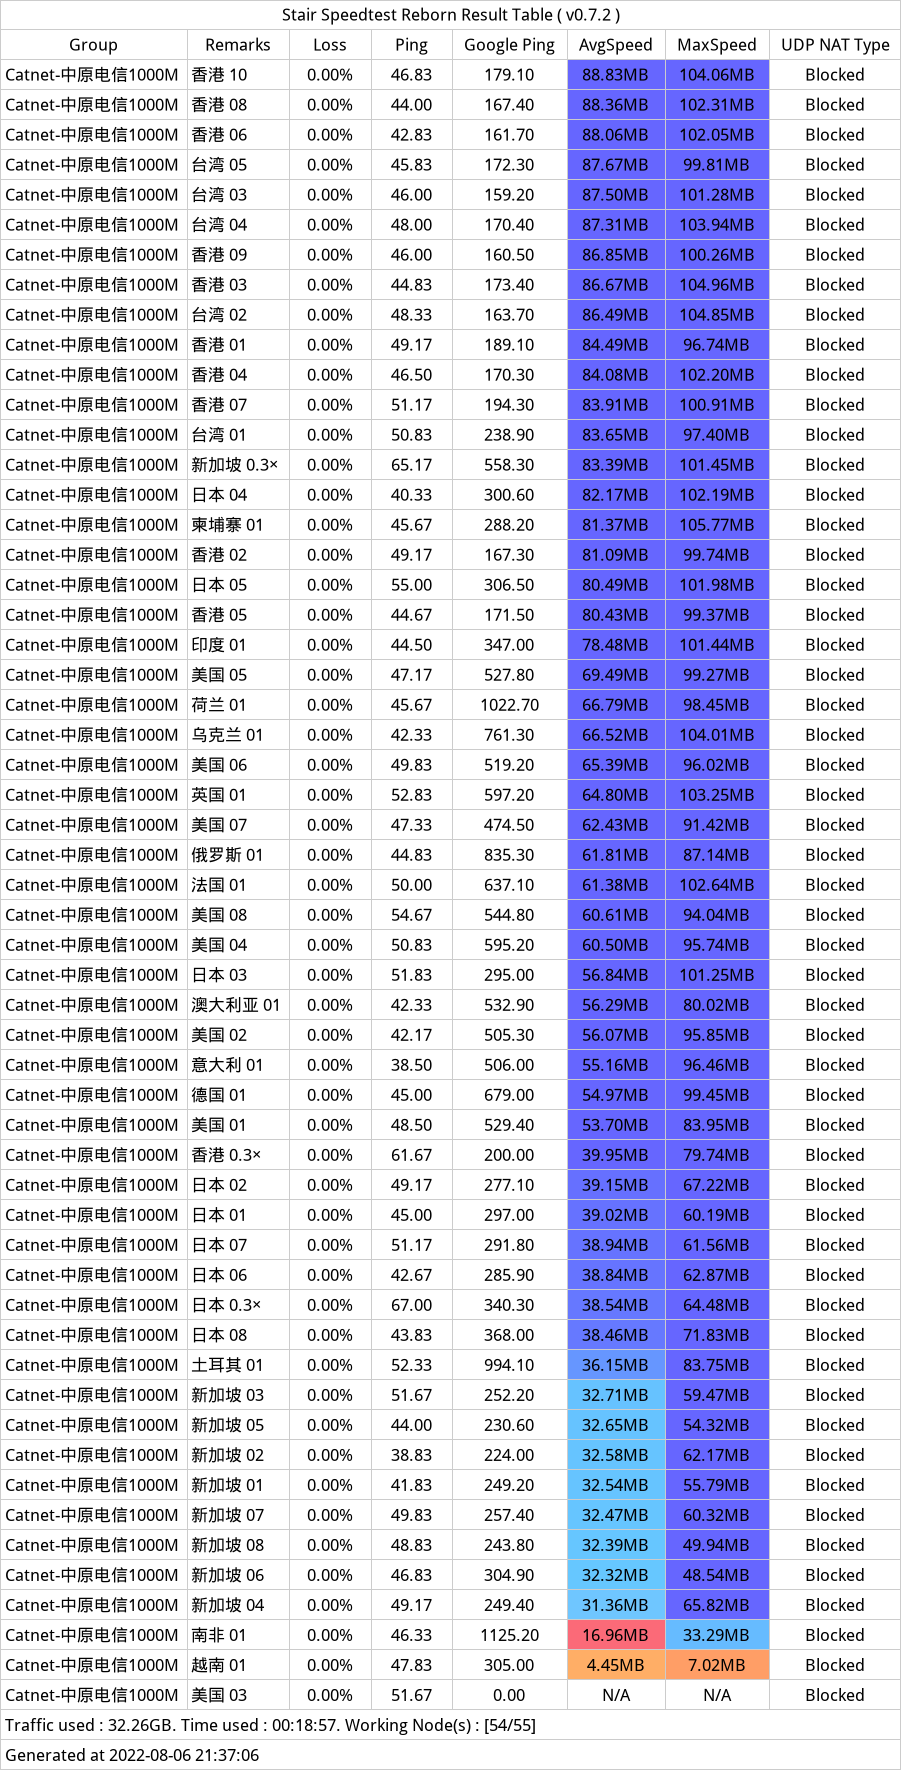 Stair Speedtest Reborn Result Table ( v0.7.2 )
Group Remarks Loss Ping Google Ping AvgSpeed MaxSpeed UDP NAT Type
Catnet-中原电信1000M 香港 10 0.00% 46.83 179.10 88.83MB 104.06MB Blocked
Catnet-中原电信1000M 香港 08 0.00% 44.00 167.40 88.36MB 102.31MB Blocked
Catnet-中原电信1000M 香港 06 0.00% 42.83 161.70 88.06MB 102.05MB Blocked
Catnet-中原电信1000M 台湾 05 0.00% 45.83 172.30 87.67MB 99.81MB Blocked
Catnet-中原电信1000M 台湾 03 0.00% 46.00 159.20 87.50MB 101.28MB Blocked
Catnet-中原电信1000M 台湾 04 0.00% 48.00 170.40 87.31MB 103.94MB Blocked
Catnet-中原电信1000M 香港 09 0.00% 46.00 160.50 86.85MB 100.26MB Blocked
Catnet-中原电信1000M 香港 03 0.00% 44.83 173.40 86.67MB 104.96MB Blocked
Catnet-中原电信1000M 台湾 02 0.00% 48.33 163.70 86.49MB 104.85MB Blocked
Catnet-中原电信1000M 香港 01 0.00% 49.17 189.10 84.49MB 96.74MB Blocked
Catnet-中原电信1000M 香港 04 0.00% 46.50 170.30 84.08MB 102.20MB Blocked
Catnet-中原电信1000M 香港 07 0.00% 51.17 194.30 83.91MB 100.91MB Blocked
Catnet-中原电信1000M 台湾 01 0.00% 50.83 238.90 83.65MB 97.40MB Blocked
Catnet-中原电信1000M 新加坡 0.3× 0.00% 65.17 558.30 83.39MB 101.45MB Blocked
Catnet-中原电信1000M 日本 04 0.00% 40.33 300.60 82.17MB 102.19MB Blocked
Catnet-中原电信1000M 柬埔寨 01 0.00% 45.67 288.20 81.37MB 105.77MB Blocked
Catnet-中原电信1000M 香港 02 0.00% 49.17 167.30 81.09MB 99.74MB Blocked
Catnet-中原电信1000M 日本 05 0.00% 55.00 306.50 80.49MB 101.98MB Blocked
Catnet-中原电信1000M 香港 05 0.00% 44.67 171.50 80.43MB 99.37MB Blocked
Catnet-中原电信1000M 印度 01 0.00% 44.50 347.00 78.48MB 101.44MB Blocked
Catnet-中原电信1000M 美国 05 0.00% 47.17 527.80 69.49MB 99.27MB Blocked
Catnet-中原电信1000M 荷兰 01 0.00% 45.67 1022.70 66.79MB 98.45MB Blocked
Catnet-中原电信1000M 乌克兰 01 0.00% 42.33 761.30 66.52MB 104.01MB Blocked
Catnet-中原电信1000M 美国 06 0.00% 49.83 519.20 65.39MB 96.02MB Blocked
Catnet-中原电信1000M 英国 01 0.00% 52.83 597.20 64.80MB 103.25MB Blocked
Catnet-中原电信1000M 美国 07 0.00% 47.33 474.50 62.43MB 91.42MB Blocked
Catnet-中原电信1000M 俄罗斯 01 0.00% 44.83 835.30 61.81MB 87.14MB Blocked
Catnet-中原电信1000M 法国 01 0.00% 50.00 637.10 61.38MB 102.64MB Blocked
Catnet-中原电信1000M 美国 08 0.00% 54.67 544.80 60.61MB 94.04MB Blocked
Catnet-中原电信1000M 美国 04 0.00% 50.83 595.20 60.50MB 95.74MB Blocked
Catnet-中原电信1000M 日本 03 0.00% 51.83 295.00 56.84MB 101.25MB Blocked
Catnet-中原电信1000M 澳大利亚 01 0.00% 42.33 532.90 56.29MB 80.02MB Blocked
Catnet-中原电信1000M 美国 02 0.00% 42.17 505.30 56.07MB 95.85MB Blocked
Catnet-中原电信1000M 意大利 01 0.00% 38.50 506.00 55.16MB 96.46MB Blocked
Catnet-中原电信1000M 德国 01 0.00% 45.00 679.00 54.97MB 99.45MB Blocked
Catnet-中原电信1000M 美国 01 0.00% 48.50 529.40 53.70MB 83.95MB Blocked
Catnet-中原电信1000M 香港 0.3× 0.00% 61.67 200.00 39.95MB 79.74MB Blocked
Catnet-中原电信1000M 日本 02 0.00% 49.17 277.10 39.15MB 67.22MB Blocked
Catnet-中原电信1000M 日本 01 0.00% 45.00 297.00 39.02MB 60.19MB Blocked
Catnet-中原电信1000M 日本 07 0.00% 51.17 291.80 38.94MB 61.56MB Blocked
Catnet-中原电信1000M 日本 06 0.00% 42.67 285.90 38.84MB 62.87MB Blocked
Catnet-中原电信1000M 日本 0.3× 0.00% 67.00 340.30 38.54MB 64.48MB Blocked
Catnet-中原电信1000M 日本 08 0.00% 43.83 368.00 38.46MB 71.83MB Blocked
Catnet-中原电信1000M 土耳其 01 0.00% 52.33 994.10 36.15MB 83.75MB Blocked
Catnet-中原电信1000M 新加坡 03 0.00% 51.67 252.20 32.71MB 59.47MB Blocked
Catnet-中原电信1000M 新加坡 05 0.00% 44.00 230.60 32.65MB 54.32MB Blocked
Catnet-中原电信1000M 新加坡 02 0.00% 38.83 224.00 32.58MB 62.17MB Blocked
Catnet-中原电信1000M 新加坡 01 0.00% 41.83 249.20 32.54MB 55.79MB Blocked
Catnet-中原电信1000M 新加坡 07 0.00% 49.83 257.40 32.47MB 60.32MB Blocked
Catnet-中原电信1000M 新加坡 08 0.00% 48.83 243.80 32.39MB 49.94MB Blocked
Catnet-中原电信1000M 新加坡 06 0.00% 46.83 304.90 32.32MB 48.54MB Blocked
Catnet-中原电信1000M 新加坡 04 0.00% 49.17 249.40 31.36MB 65.82MB Blocked
Catnet-中原电信1000M 南非 01 0.00% 46.33 1125.20 16.96MB 33.29MB Blocked
Catnet-中原电信1000M 越南 01 0.00% 47.83 305.00 4.45MB 7.02MB Blocked
Catnet-中原电信1000M 美国 03 0.00% 51.67 0.00 N/A N/A Blocked
Traffic used : 32.26GB. Time used : 00:18:57. Working Node(s) : [54/55]
Generated at 2022-08-06 21:37:06